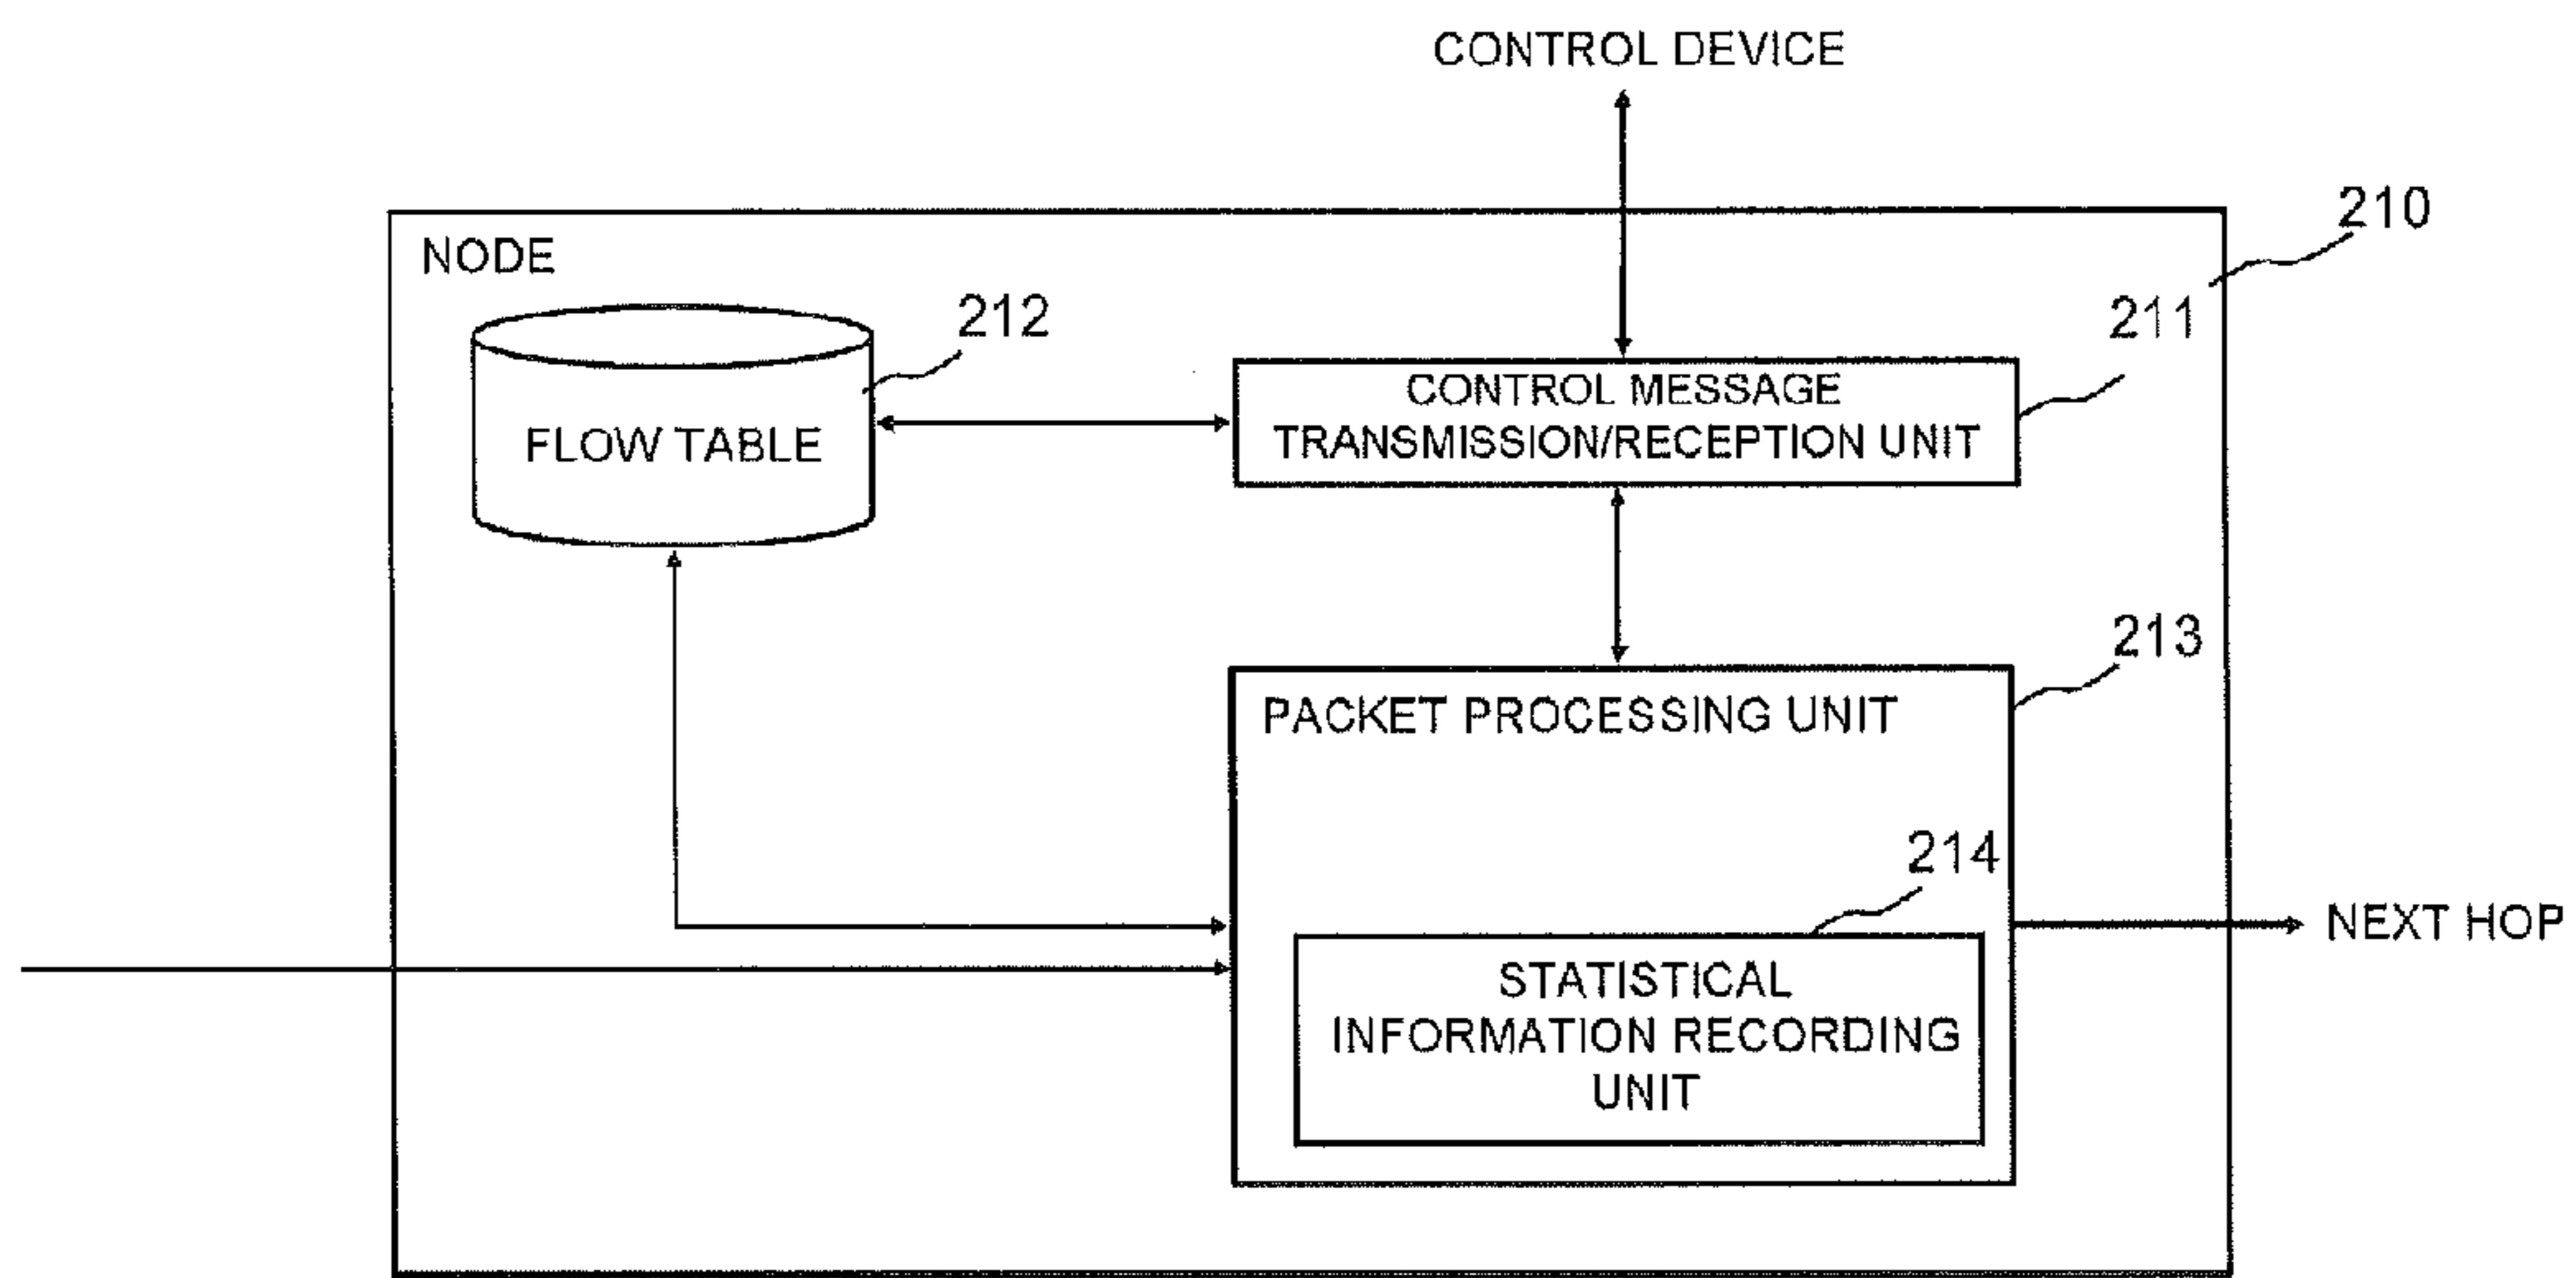 CONTROL DEVICE
210
NODE
212
211
CONTROL MESSAGE
TRANSMISSION/RECEPTION UNIT
FLOW TABLE
213
PACKET PROCESSING UNIT
214
NEXT HOP
STATISTICAL
INFORMATION RECORDING
UNIT